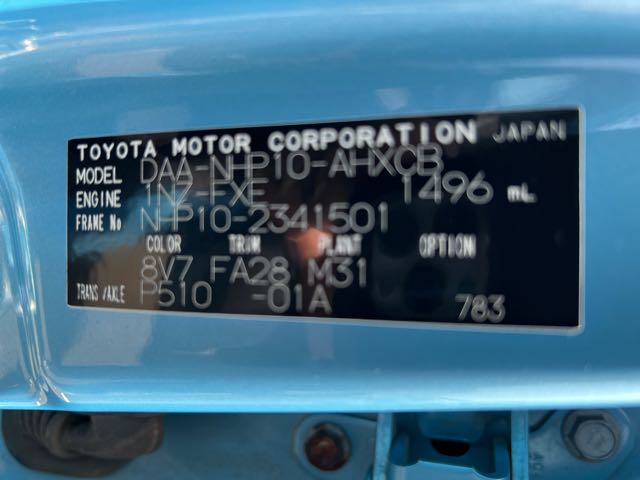 TOYOTA MOTOR CORPORATION JAPAN
MODEL DAA-NHP10-AHXCB
ENGINE 1NZ-FXE 1496 mL
FRAME No NHP10-2341501
COLOR TRIM PLANT OPTION
8V7 FA28 M31
TRANS/AXLE P510 -01A 783